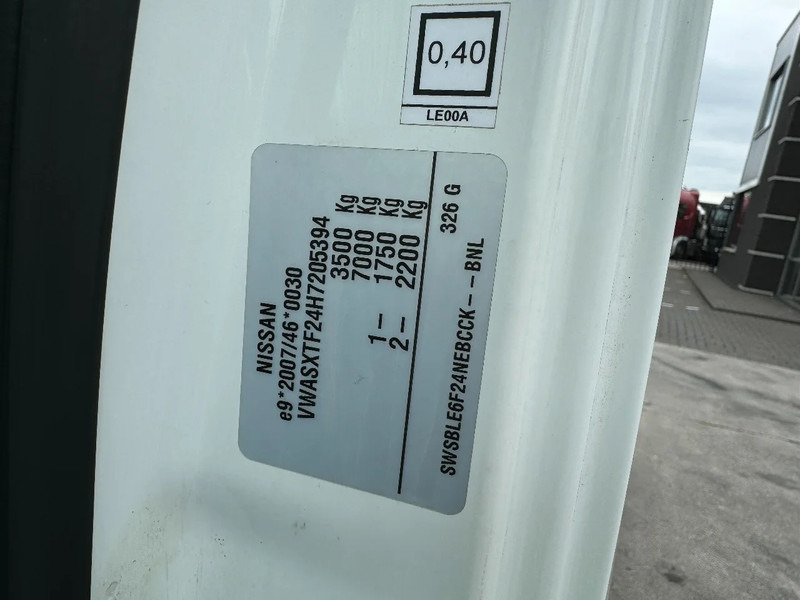 0,40
LE00A
NISSAN
e9*2007/46*0030
VWASXTF24H7205394
3500 Kg
7000 Kg
1– 1750 Kg
2– 2200 Kg
SWSBLE6F24NEBCCK–––BNL 326 G